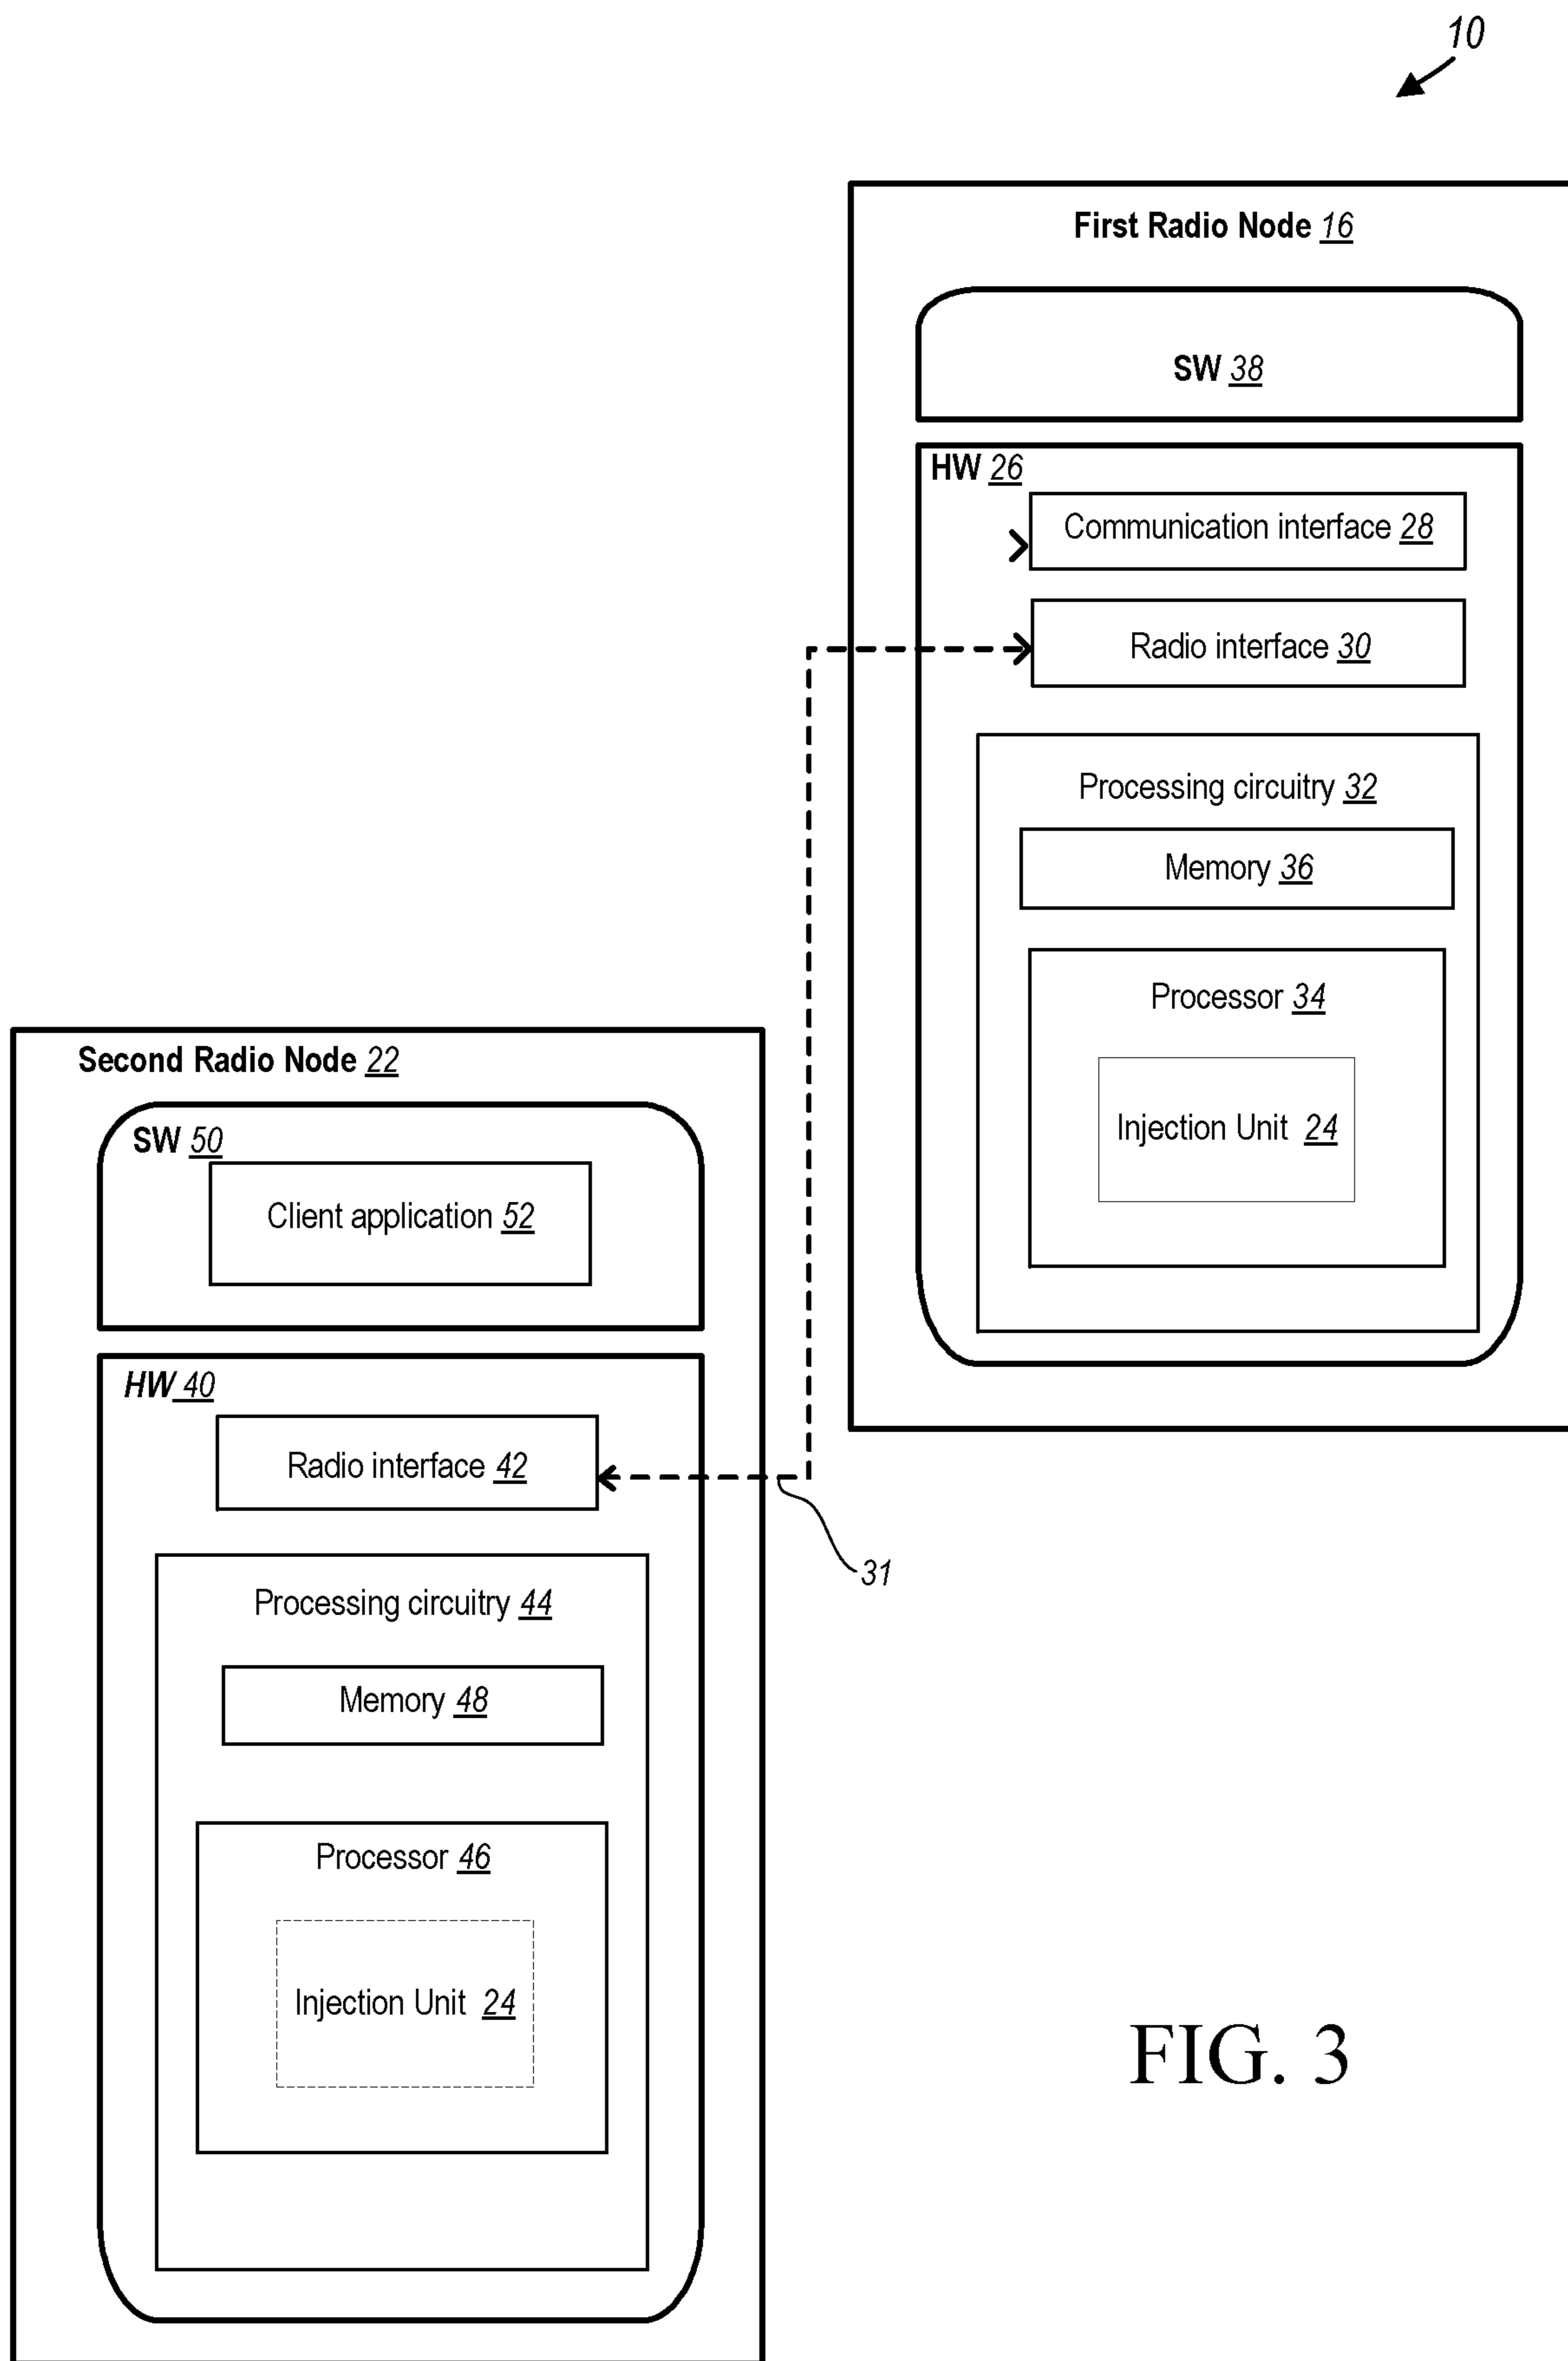 10
First Radio Node 16
SW 38
HW 26
Communication interface 28
Radio interface 30
Processing circuitry 32
Memory 36
Processor 34
Injection Unit 24
Second Radio Node 22
SW 50
Client application 52
HW 40
Radio interface 42
31
Processing circuitry 44
Memory 48
Processor 46
Injection Unit 24
FIG. 3